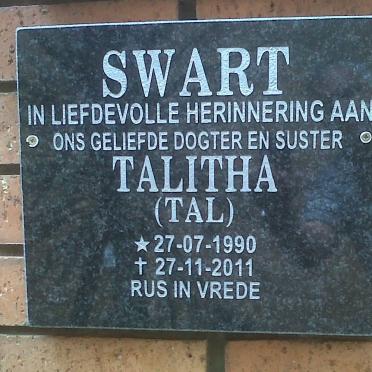 SWART
IN LIEFDEVOLLE HERINNERING AAN
ONS GELIEFDE DOGTER EN SUSTER
TALITHA
(TAL)
★ 27-07-1990
✝ 27-11-2011
RUS IN VREDE